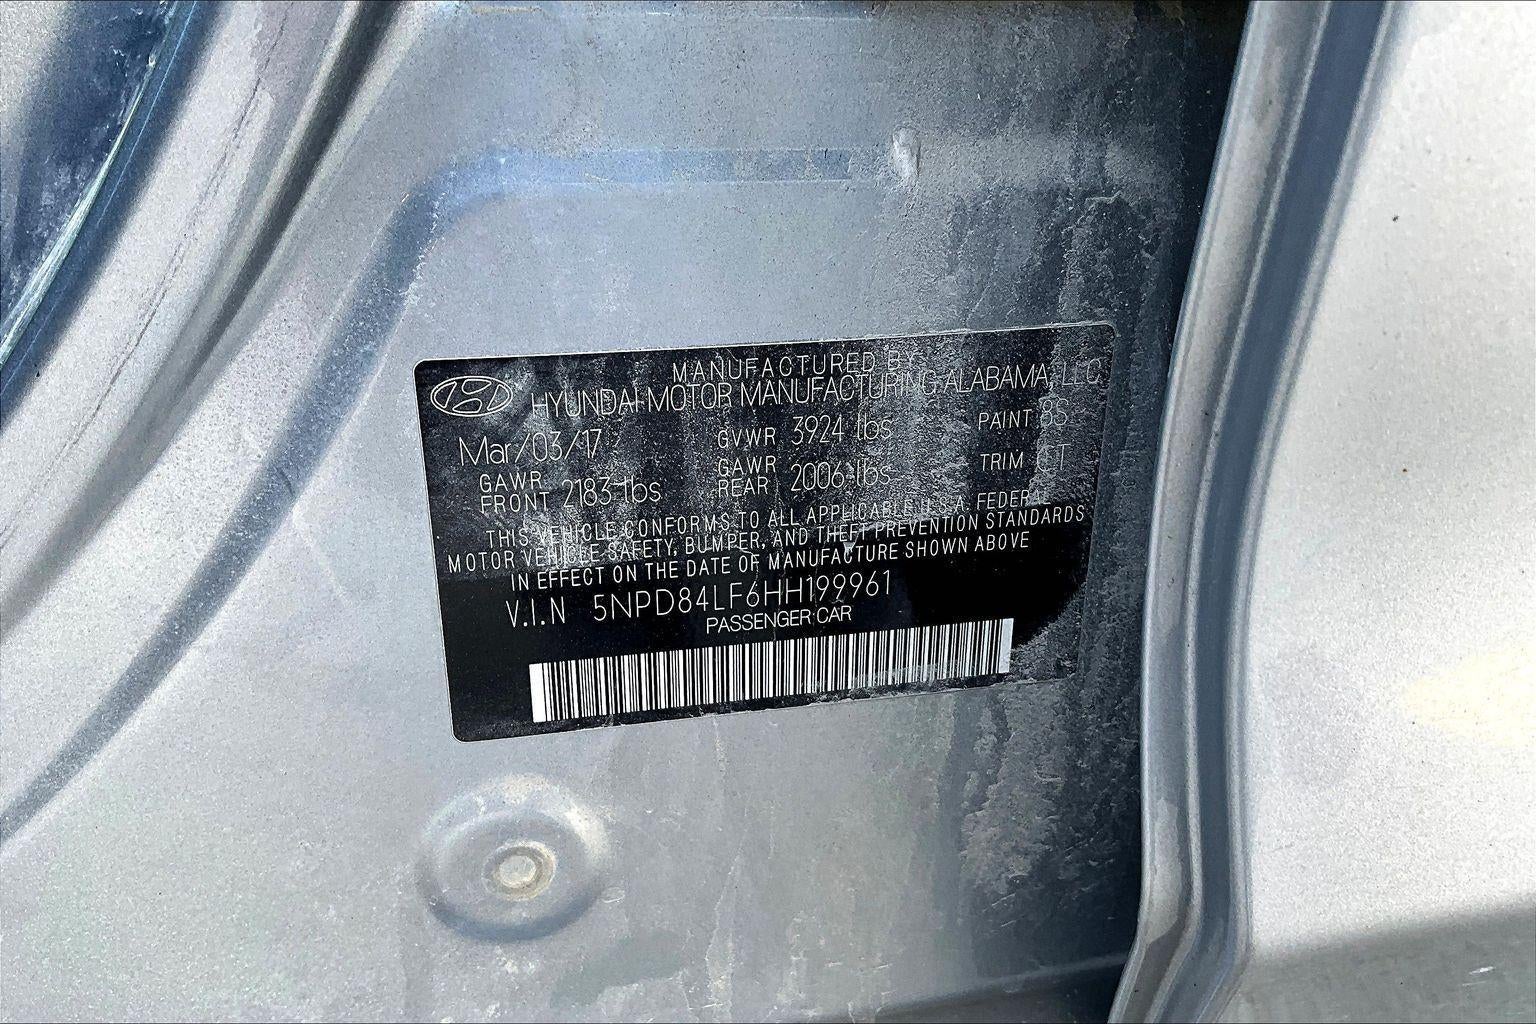 MANUFACTURED BY
HYUNDAI MOTOR MANUFACTURING ALABAMA, LLC
Mar/03/17 GVWR 3924 lbs PAINT 8S
GAWR FRONT 2183 lbs GAWR REAR 2006 lbs TRIM
THIS VEHICLE CONFORMS TO ALL APPLICABLE U.S.A. FEDERAL
MOTOR VEHICLE SAFETY, BUMPER, AND THEFT PREVENTION STANDARDS
IN EFFECT ON THE DATE OF MANUFACTURE SHOWN ABOVE
V.I.N 5NPD84LF6HH199961
PASSENGER CAR